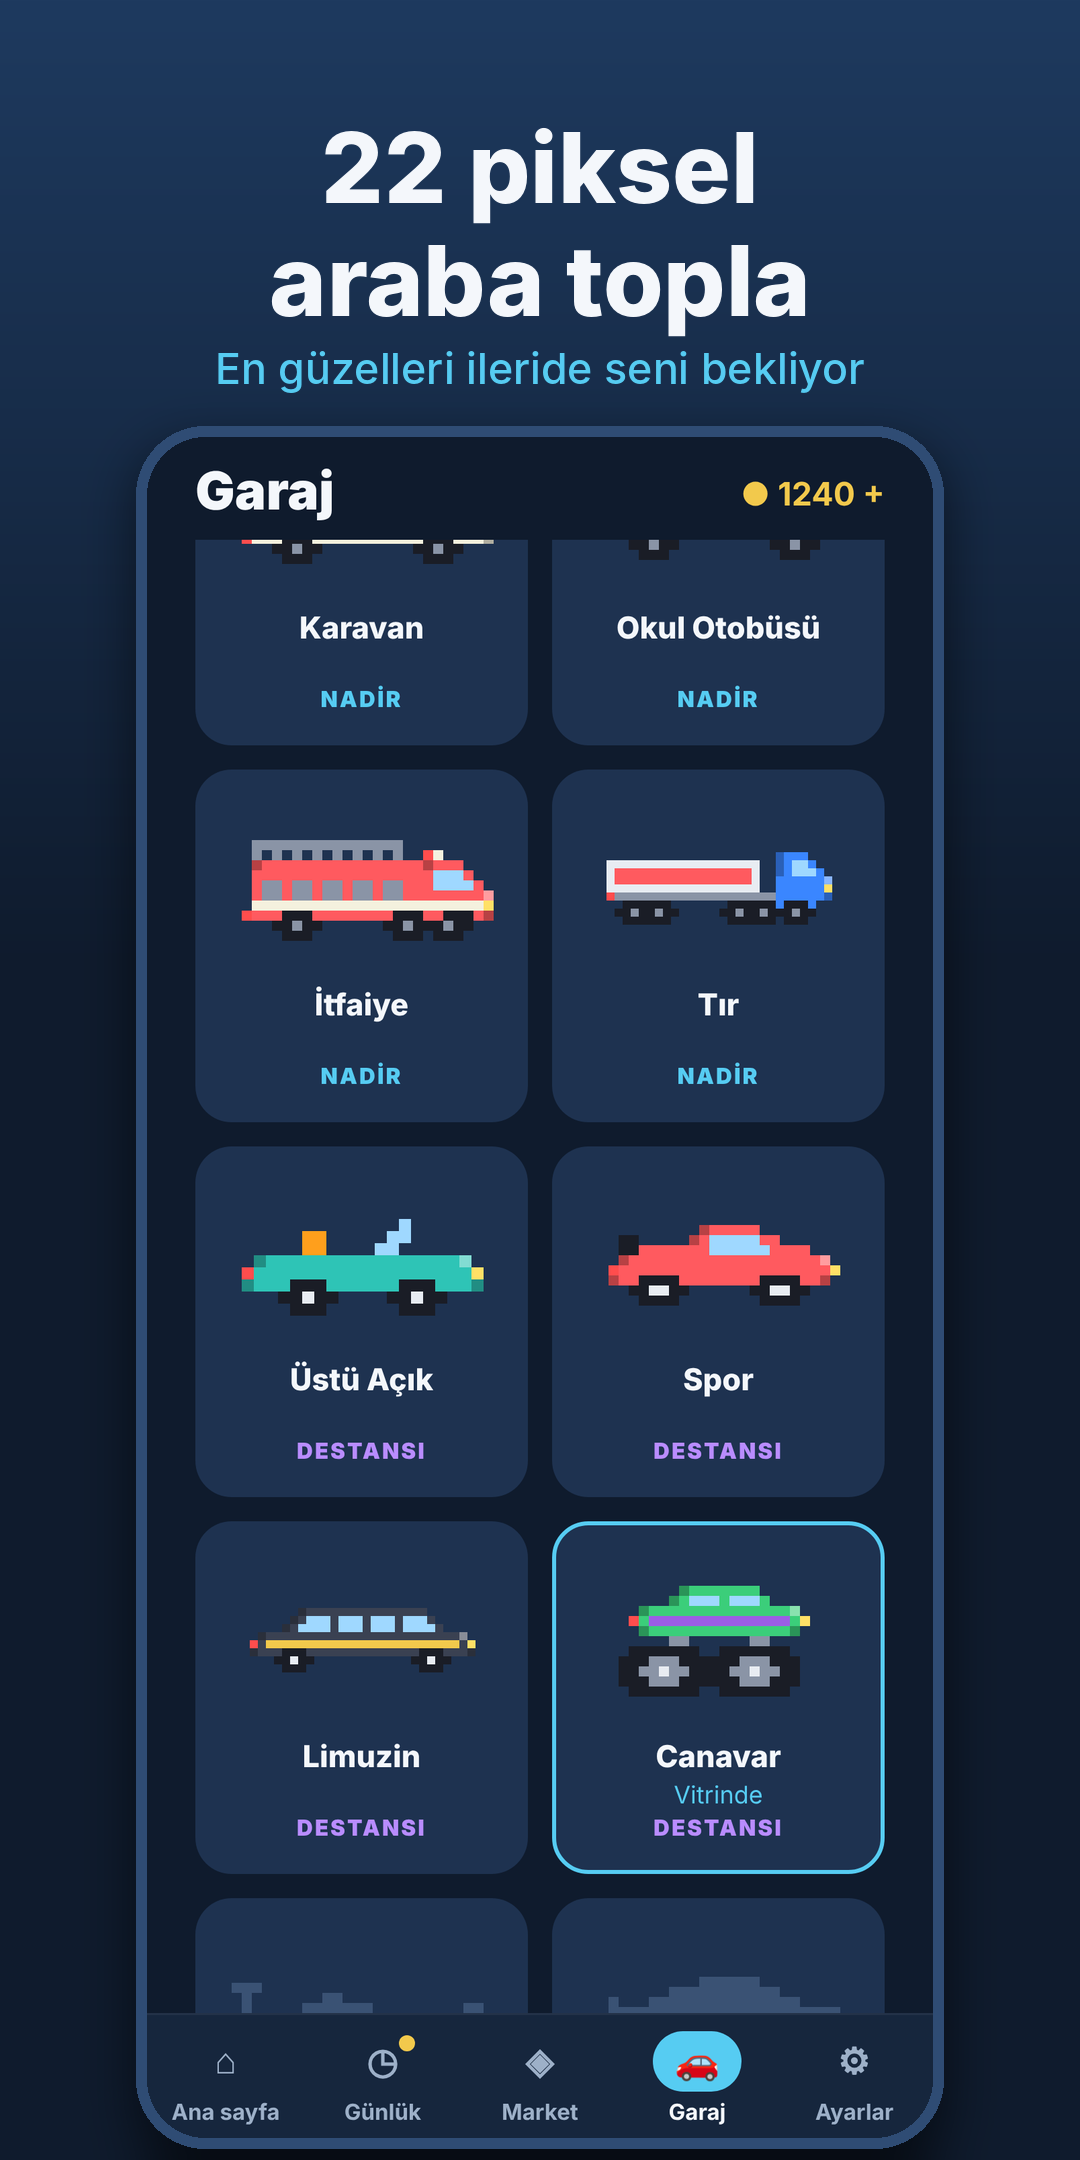 22 piksel
araba topla
En güzelleri ileride seni bekliyor
Garaj
1240 +
Karavan
Okul Otobüsü
NADİR
NADİR
İtfaiye
Tır
NADİR
NADİR
Üstü Açık
Spor
DESTANSI
DESTANSI
Limuzin
Canavar
Vitrinde
DESTANSI
DESTANSI
Ana sayfa
Günlük
Market
Garaj
Ayarlar